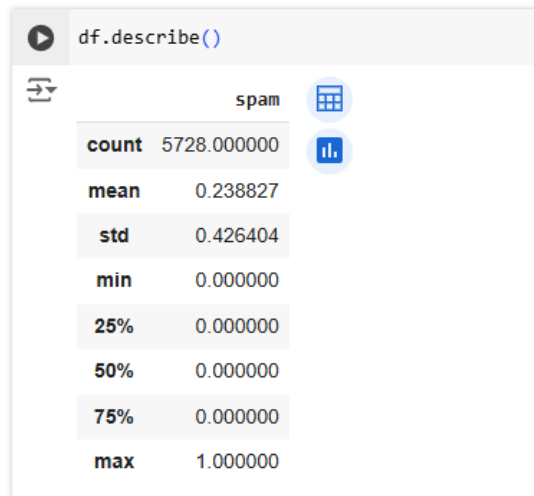 df.describe()
spam
count 5728.000000
mean 0.238827
std 0.426404
min 0.000000
25% 0.000000
50% 0.000000
75% 0.000000
max 1.000000